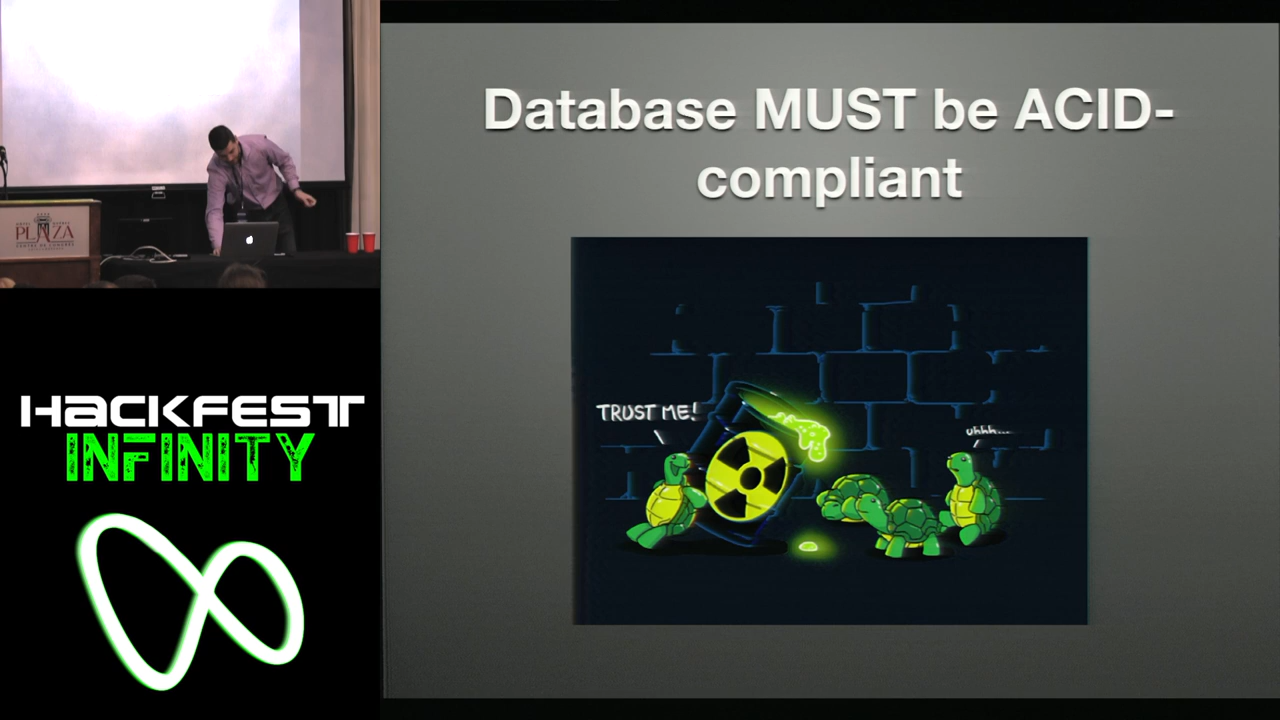 Database MUST be ACID-
compliant
TRUST ME!
uhhh...
PLAZA
HACKFEST
INFINITY